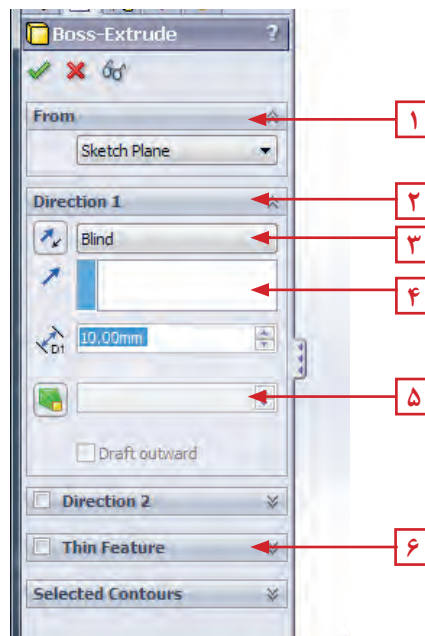 Boss-Extrude ?
From
۱
Sketch Plane
Direction 1
۲
Blind
۳
۴
D1 10.00mm
۵
Draft outward
Direction 2
Thin Feature
۶
Selected Contours